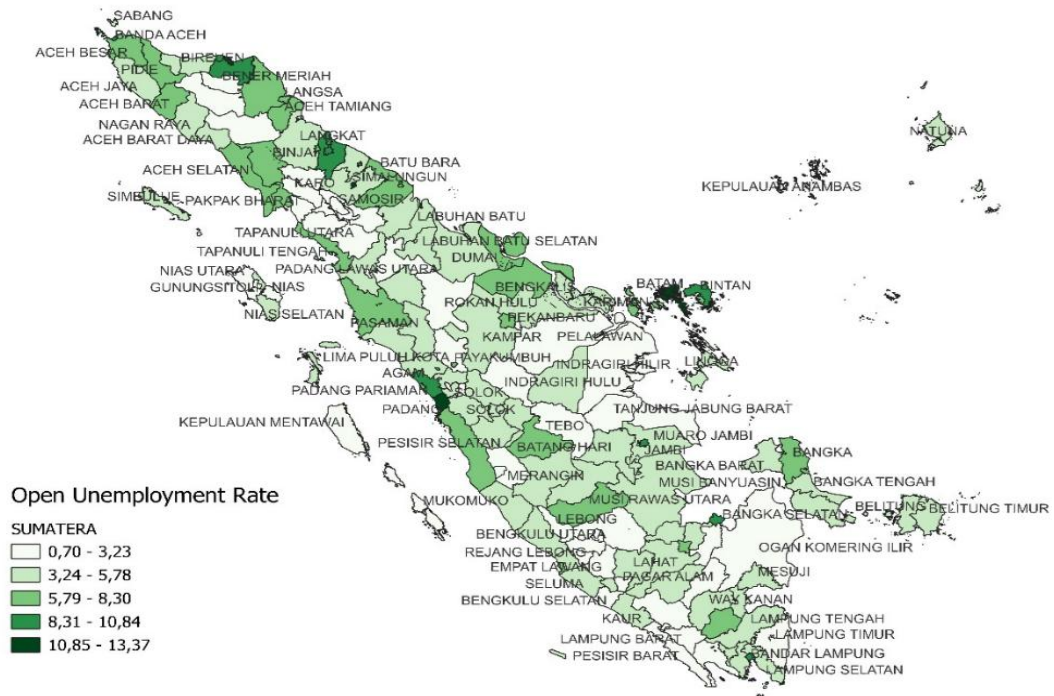 SABANG
BANDA ACEH
ACEH BESAR
BIREUEN
PIDIE
BENER MERIAH
ACEH JAYA
LANGSA
ACEH BARAT
ACEH TAMIANG
NAGAN RAYA
LANGKAT
ACEH BARAT DAYA
BINJAI
BATU BARA
ACEH SELATAN
SIMALUNGUN
KARO
SIMEULUE
PAKPAK BHARAT
SAMOSIR
LABUHAN BATU
TAPANULI UTARA
LABUHAN BATU SELATAN
TAPANULI TENGAH
DUMAI
NIAS UTARA
PADANG LAWAS UTARA
GUNUNGSITOLI
NIAS
BENGKALIS
BATAM
BINTAN
NATUNA
KEPULAUAN ANAMBAS
ROKAN HULU
KARIMUN
NIAS SELATAN
PASAMAN
PEKANBARU
KAMPAR
PELALAWAN
LIMA PULUH KOTA
PAYAKUMBUH
INDRAGIRI HILIR
LINGGA
AGAM
INDRAGIRI HULU
PADANG PARIAMAN
SOLOK
PADANG
SOLOK
TANJUNG JABUNG BARAT
KEPULAUAN MENTAWAI
TEBO
PESISIR SELATAN
BATANG HARI
MUARO JAMBI
JAMBI
BANGKA
MERANGIN
BANGKA BARAT
MUSI BANYUASIN
BANGKA TENGAH
MUKOMUKO
MUSI RAWAS UTARA
BELITUNG
BELITUNG TIMUR
LEBONG
BANGKA SELATAN
BENGKULU UTARA
OGAN KOMERING ILIR
REJANG LEBONG
EMPAT LAWANG
LAHAT
MESUJI
SELUMA
PAGAR ALAM
BENGKULU SELATAN
WAY KANAN
KAUR
LAMPUNG TENGAH
LAMPUNG BARAT
LAMPUNG TIMUR
PESISIR BARAT
BANDAR LAMPUNG
LAMPUNG SELATAN
Open Unemployment Rate
SUMATERA
0,70 - 3,23
3,24 - 5,78
5,79 - 8,30
8,31 - 10,84
10,85 - 13,37